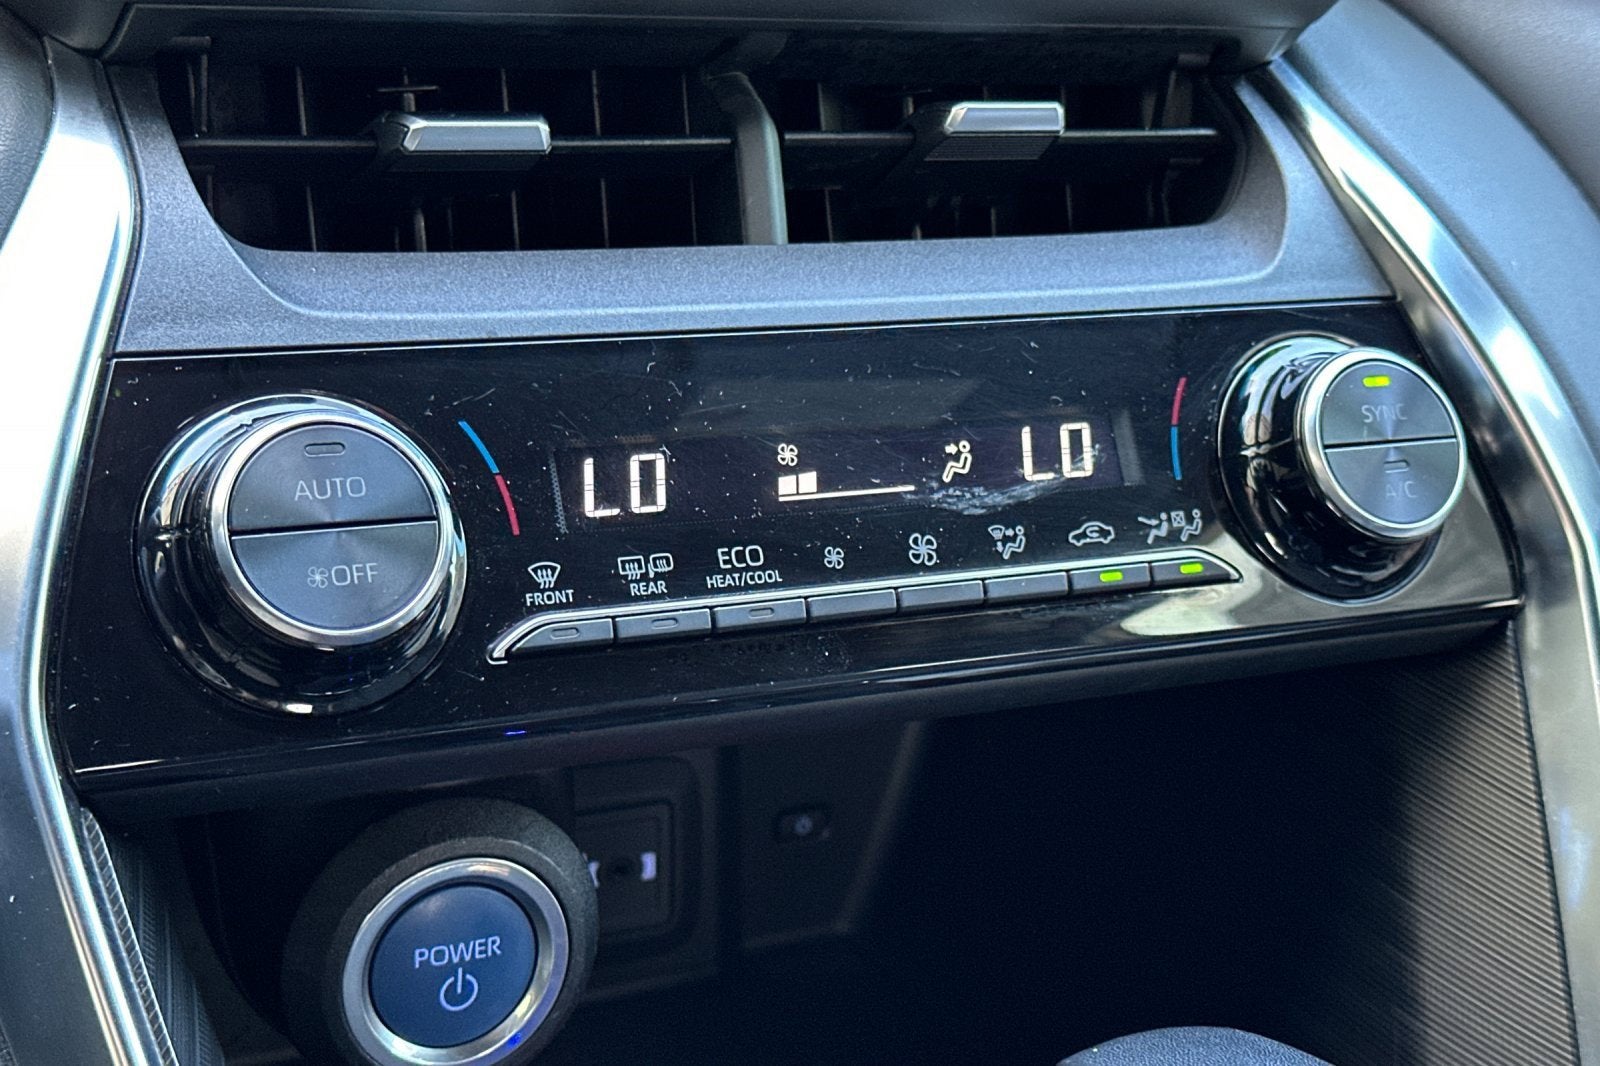 AUTO
OFF
LO
LO
SYNC
A/C
FRONT
REAR
ECO
HEAT/COOL
POWER